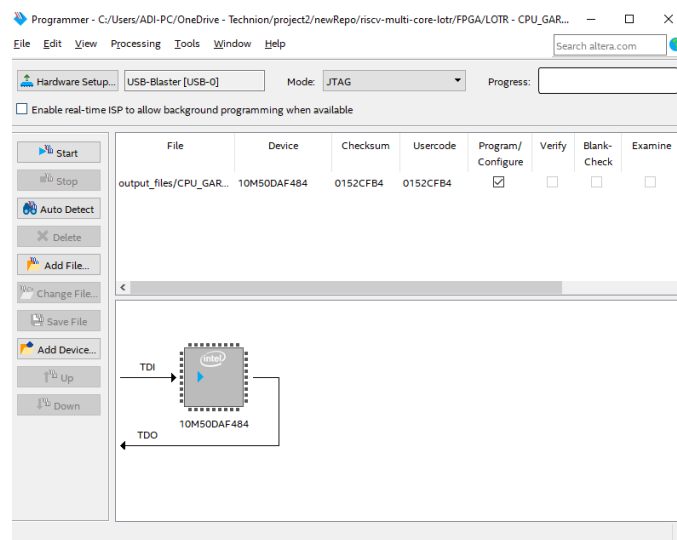 Programmer - C:/Users/ADI-PC/OneDrive - Technion/project2/newRepo/riscv-multi-core-lotr/FPGA/LOTR - CPU_GAR...
File Edit View Processing Tools Window Help
Search altera.com
Hardware Setup... USB-Blaster [USB-0] Mode: JTAG Progress:
Enable real-time ISP to allow background programming when available
Start
Stop
Auto Detect
Delete
Add File...
Change File...
Save File
Add Device...
Up
Down
File Device Checksum Usercode Program/ Verify Blank- Examine
Configure Check
output_files/CPU_GAR... 10M50DAF484 0152CFB4 0152CFB4
intel
TDI
10M50DAF484
TDO